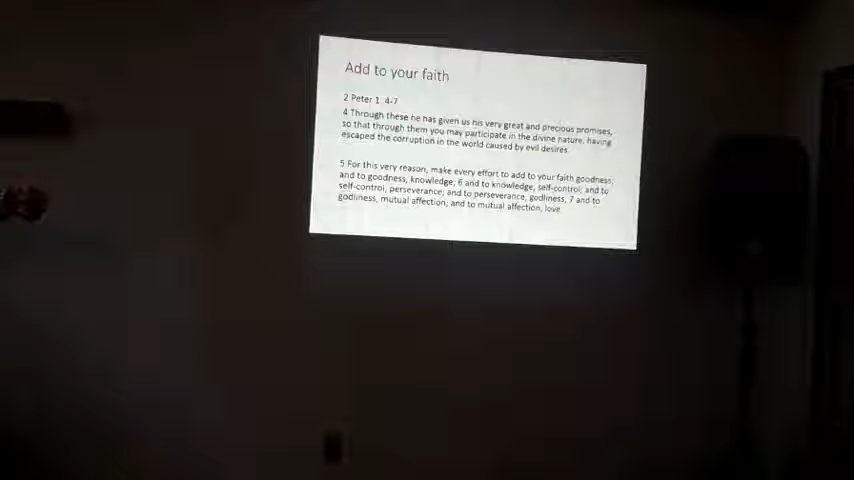 Add to your faith
2 Peter 1: 4-7
4 Through these he has given us his very great and precious promises,
so that through them you may participate in the divine nature, having
escaped the corruption in the world caused by evil desires.
5 For this very reason, make every effort to add to your faith goodness;
and to goodness, knowledge; 6 and to knowledge, self-control; and to
self-control, perseverance; and to perseverance, godliness; 7 and to
godliness, mutual affection; and to mutual affection, love.